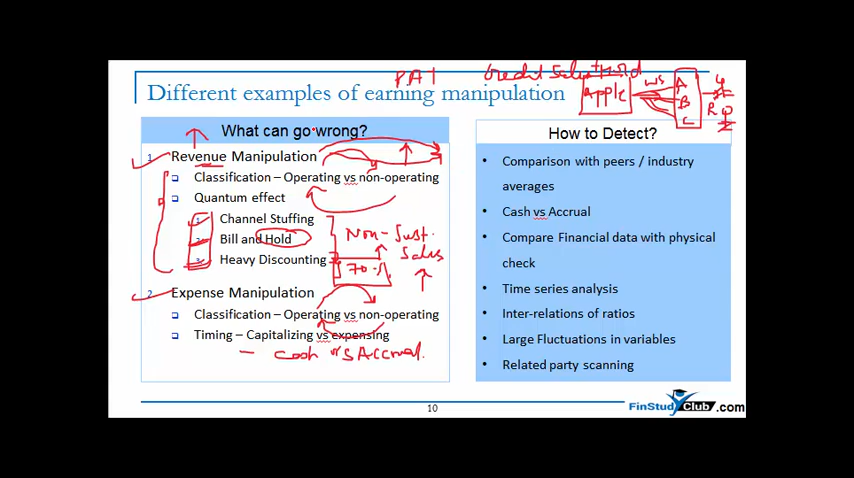 PAT
Credit Sales
Different examples of earning manipulation
Apple
A
B
C
What can go wrong?
1. Revenue Manipulation
Classification – Operating vs non-operating
Quantum effect
Channel Stuffing
Bill and Hold
Heavy Discounting
Non-Sust.
Sales
70%
2. Expense Manipulation
Classification – Operating vs non-operating
Timing – Capitalizing vs expensing
– Cash vs Accrual.
How to Detect?
• Comparison with peers / industry
averages
• Cash vs Accrual
• Compare Financial data with physical
check
• Time series analysis
• Inter-relations of ratios
• Large Fluctuations in variables
• Related party scanning
10
FinStudyClub.com